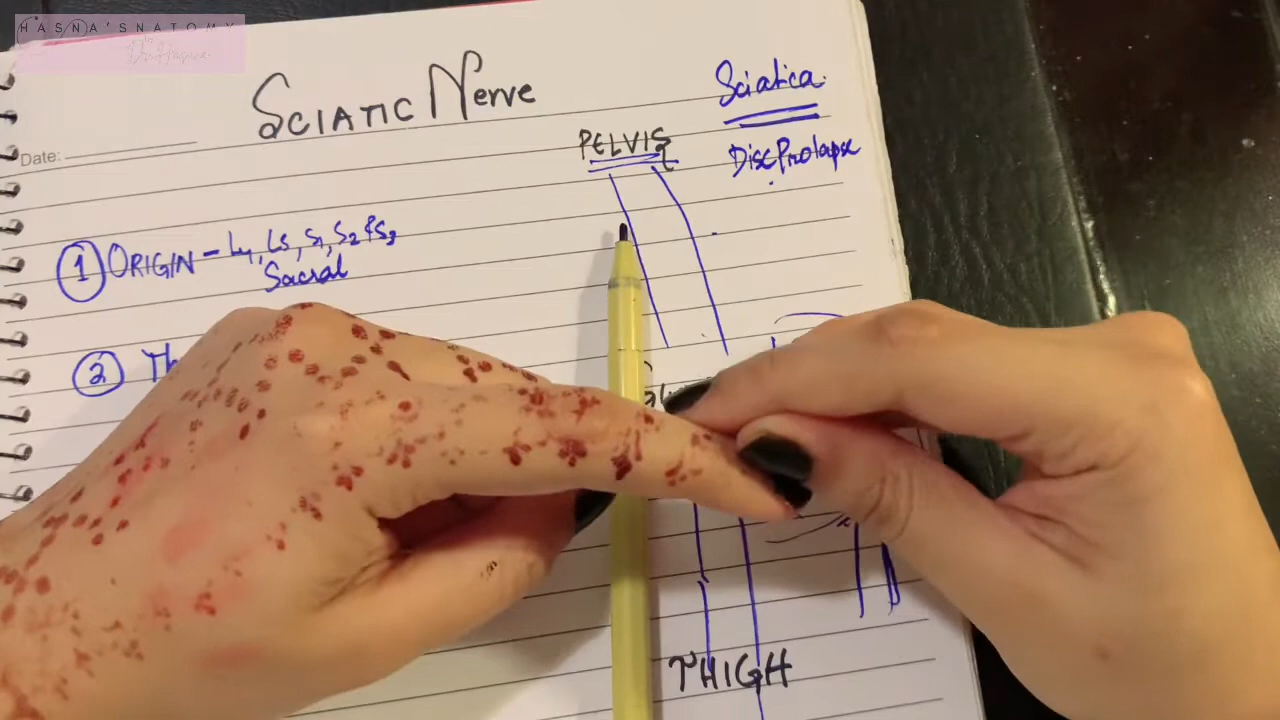 HASNA'SNATOMY
SCIATIC Nerve
Sciatica
Date:
PELVIS
Disc Prolapse
1 ORIGIN - L4, L5, S1, S2 & S3
Sacral
2 Th
THIGH